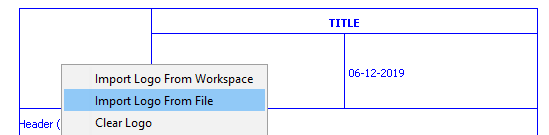 TITLE
06-12-2019
Import Logo From Workspace
Import Logo From File
Clear Logo
Header (